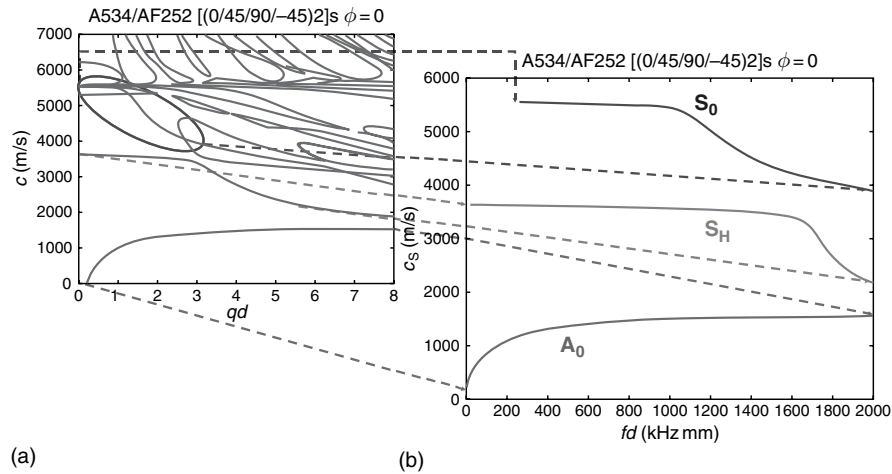 A534/AF252 [(0/45/90/−45)2]s ϕ = 0
7000
6000
5000
4000
3000
2000
1000
0
c (m/s)
0 1 2 3 4 5 6 7 8
qd
(a)
A534/AF252 [(0/45/90/−45)2]s ϕ = 0
6000
5000
4000
3000
2000
1000
0
cS (m/s)
S0
SH
A0
0 200 400 600 800 1000 1200 1400 1600 1800 2000
fd (kHz mm)
(b)